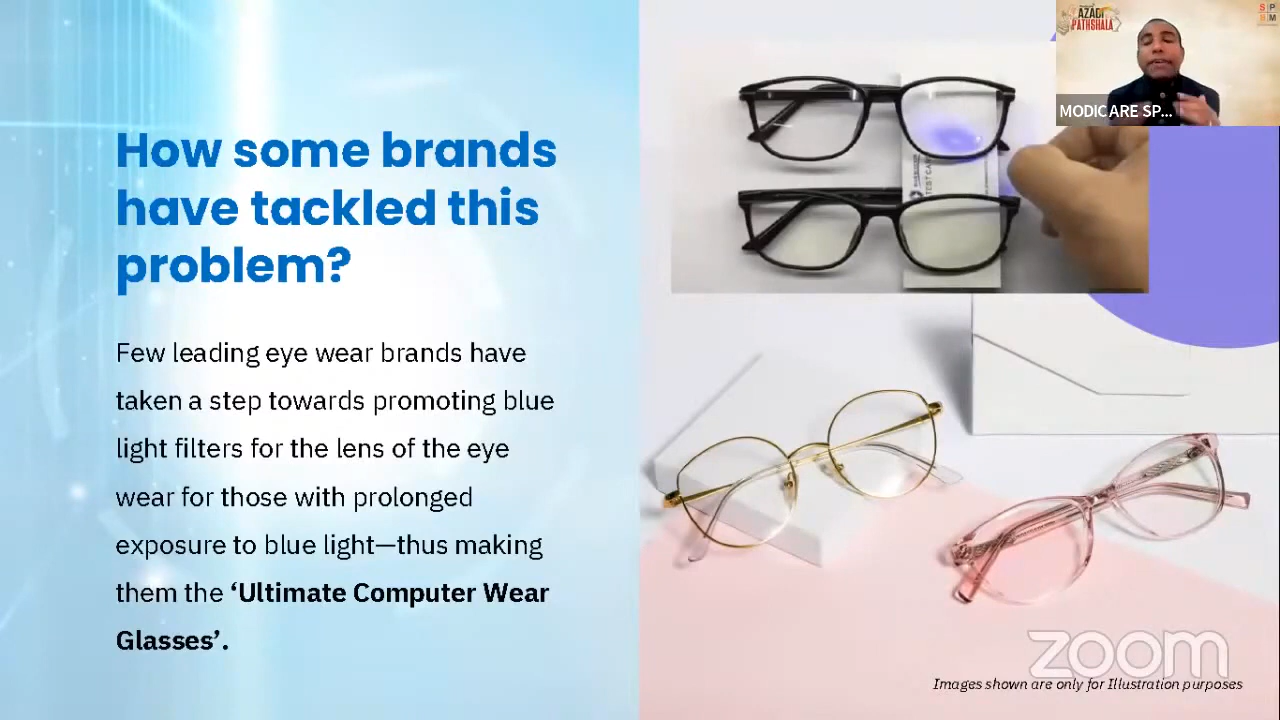 How some brands
have tackled this
problem?
Few leading eye wear brands have
taken a step towards promoting blue
light filters for the lens of the eye
wear for those with prolonged
exposure to blue light—thus making
them the ‘Ultimate Computer Wear
Glasses’.
AZADI
PATHSHALA
S P
B M
MODICARE SP...
TEST CAR
zoom
Images shown are only for Illustration purposes